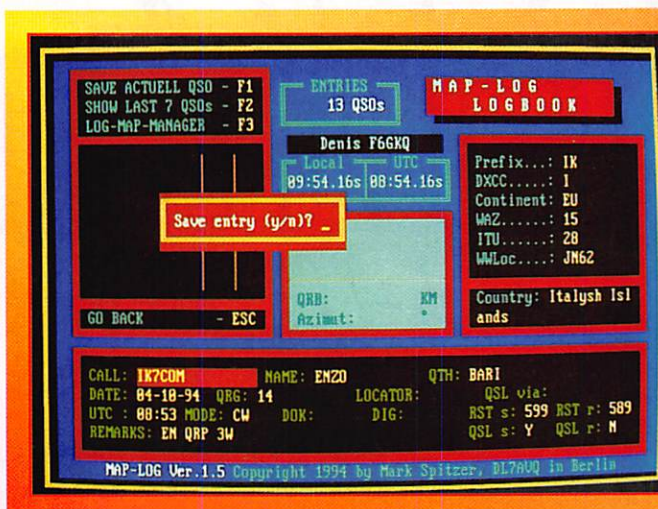 SAVE ACTUELL QSO - F1
SHOW LAST 7 QSOs - F2
LOG-MAP-MANAGER - F3
ENTRIES
13 QSOs
MAP-LOG
LOGBOOK
Denis F6GKQ
Local UTC
09:54.16s 08:54.16s
Prefix...: IK
DXCC.....: I
Continent: EU
WAZ......: 15
ITU......: 28
WWLoc....: JN62
Save entry (y/n)? _
QRB: KM
Azimut: °
Country: Italysh Isl
ands
GO BACK - ESC
CALL: IK7COM NAME: ENZO QTH: BARI
DATE: 04-10-94 QRG: 14 LOCATOR: QSL via:
UTC : 08:53 MODE: CW DOK: DIG: RST s: 599 RST r: 589
REMARKS: EN QRP 3W QSL s: Y QSL r: N
MAP-LOG Ver.1.5 Copyright 1994 by Mark Spitzer, DL7AVQ in Berlin